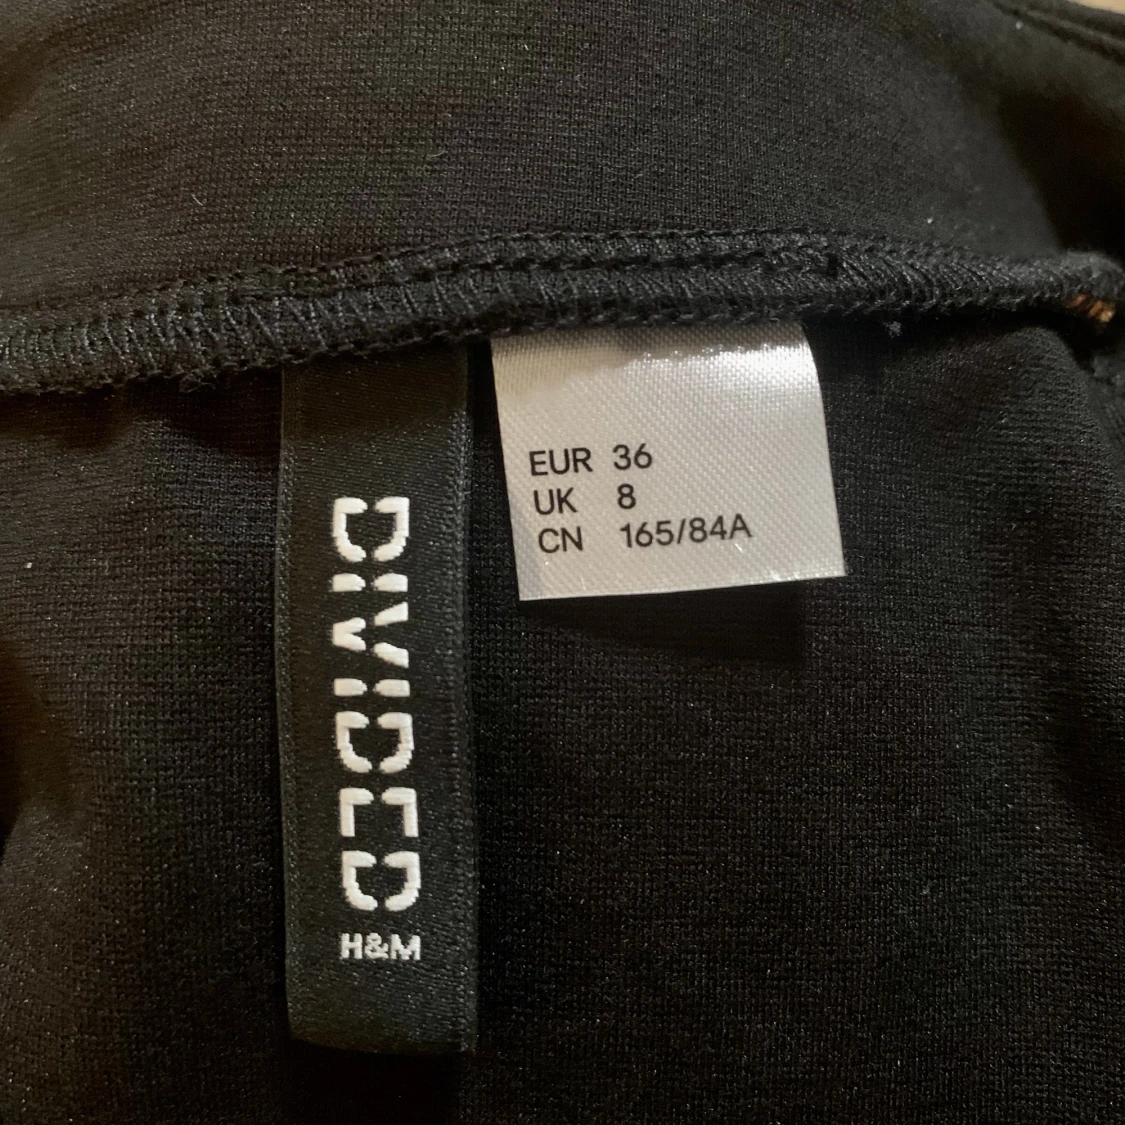 DIVIDED
H&M
EUR 36
UK 8
CN 165/84A